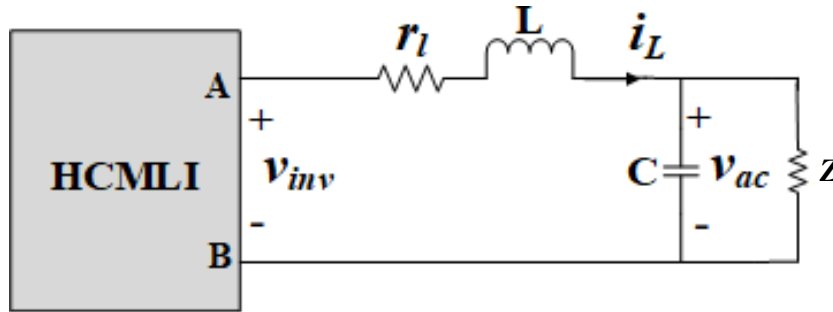 r_l L i_L
A
+ +
HCMLI v_inv C v_ac Z
- -
B